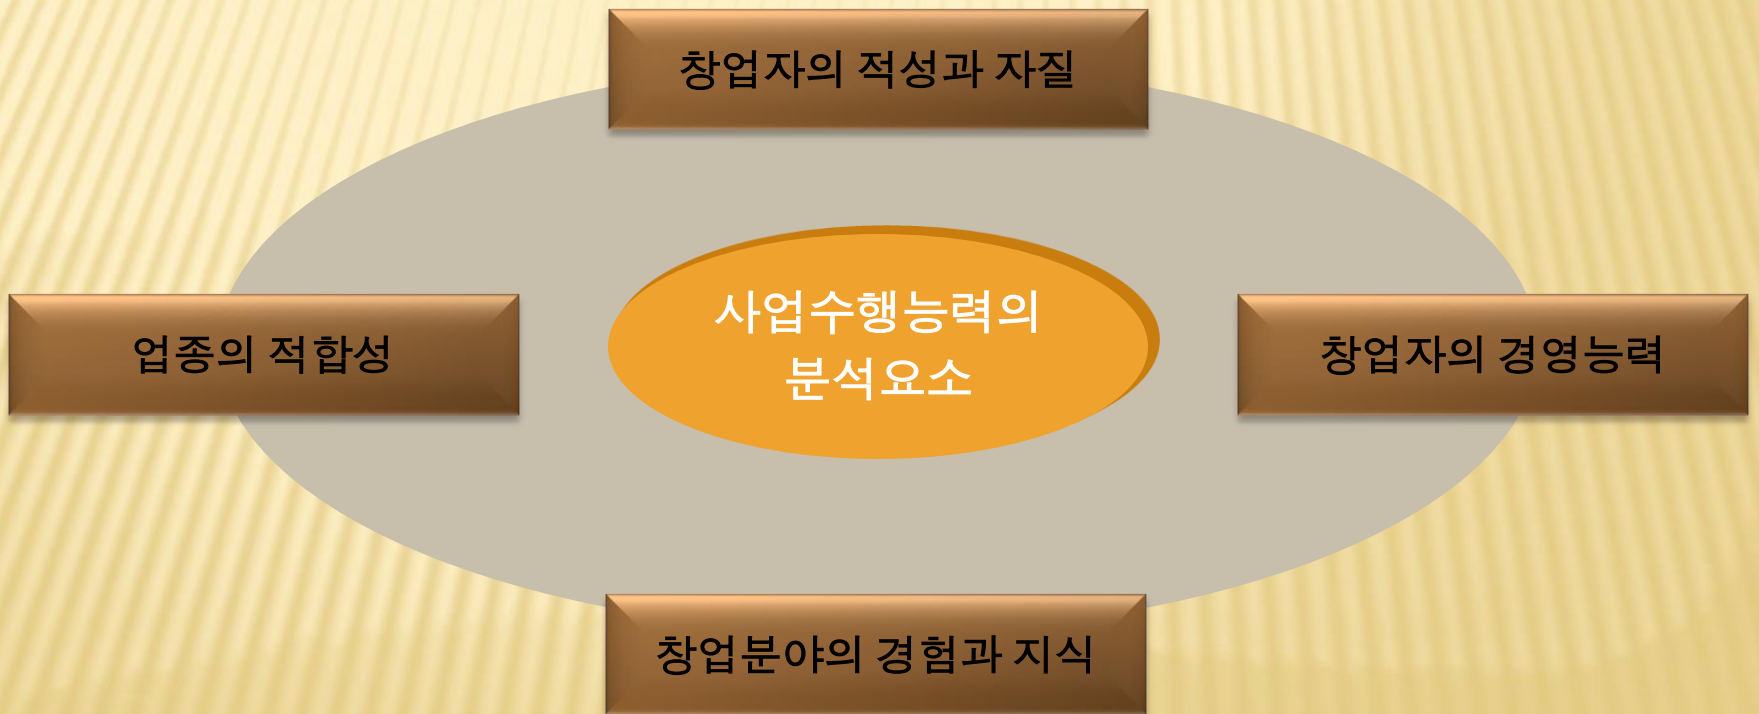 창업자의 적성과 자질
사업수행능력의
분석요소
업종의 적합성
창업자의 경영능력
창업분야의 경험과 지식